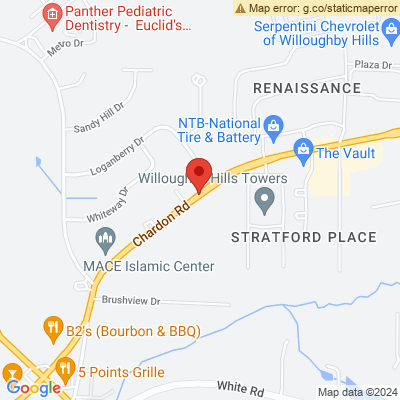 Map error: g.co/staticmaperror
Panther Pediatric
Dentistry - Euclid's...
Metro Dr
Serpentini Chevrolet
of Willoughby Hills
Plaza Dr
RENAISSANCE
Sandy Hill Dr
NTB-National
Tire & Battery
The Vault
Loganberry Dr
Willoughby Hills Towers
Whiteway Dr
Chardon Rd
STRATFORD PLACE
MACE Islamic Center
Brushview Dr
B2's (Bourbon & BBQ)
5 Points Grille
White Rd
Google
Map data ©2024